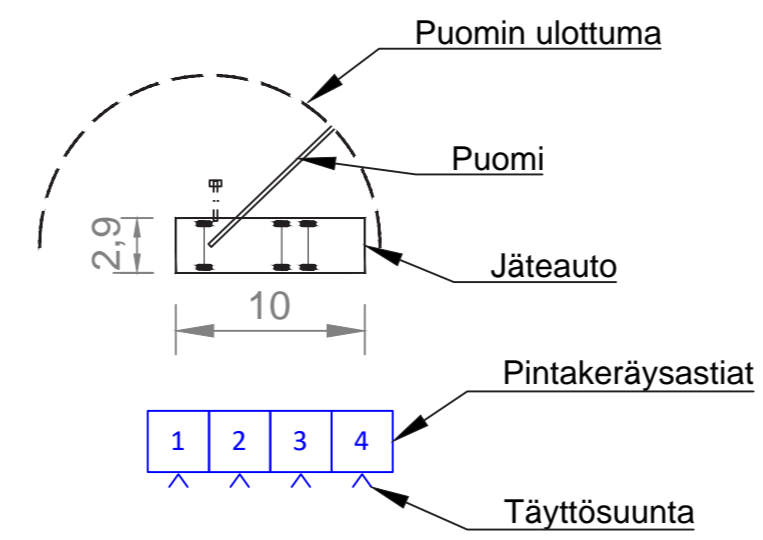 Puomin ulottuma
Puomi
2,9
Jäteauto
10
Pintakeräysastiat
1 2 3 4
Täyttösuunta